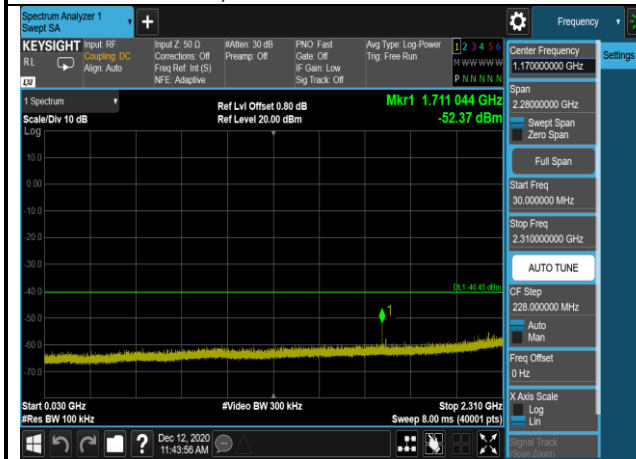 Spectrum Analyzer 1
Swept SA
Frequency
KEYSIGHT
RL
LXI
Input: RF
Coupling: DC
Align: Auto
Input Z: 50 Ω
Corrections: Off
Freq Ref: Int (S)
NFE: Adaptive
#Atten: 30 dB
Preamp: Off
PNO: Fast
Gate: Off
IF Gain: Low
Sig Track: Off
Avg Type: Log-Power
Trig: Free Run
1 2 3 4 5 6
M W W W W W
P N N N N N
Settings
1 Spectrum
Scale/Div 10 dB
Log
Ref Lvl Offset 0.80 dB
Ref Level 20.00 dBm
Mkr1 1.711 044 GHz
-52.37 dBm
10.0
0.00
-10.0
-20.0
-30.0
-40.0
-50.0
-60.0
-70.0
DL1 -40.45 dBm
1
Start 0.030 GHz
#Res BW 100 kHz
#Video BW 300 kHz
Stop 2.310 GHz
Sweep 8.00 ms (40001 pts)
Center Frequency
1.170000000 GHz
Span
2.28000000 GHz
Swept Span
Zero Span
Full Span
Start Freq
30.000000 MHz
Stop Freq
2.310000000 GHz
AUTO TUNE
CF Step
228.000000 MHz
Auto
Man
Freq Offset
0 Hz
X Axis Scale
Log
Lin
Signal Track
(Span Zoom)
?
Dec 12, 2020
11:43:56 AM